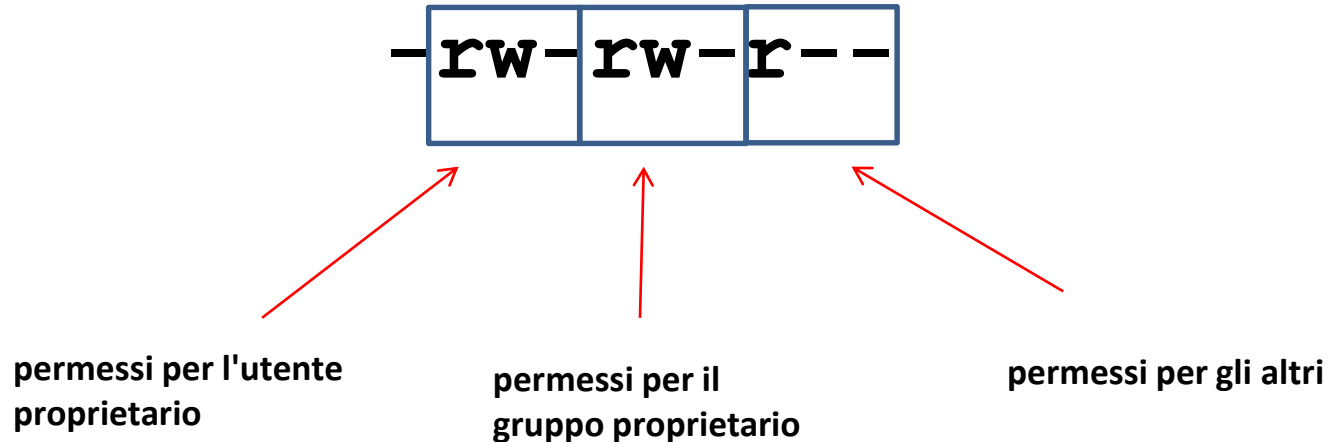 -rw-rw-r--
permessi per l'utente
proprietario
permessi per il
gruppo proprietario
permessi per gli altri